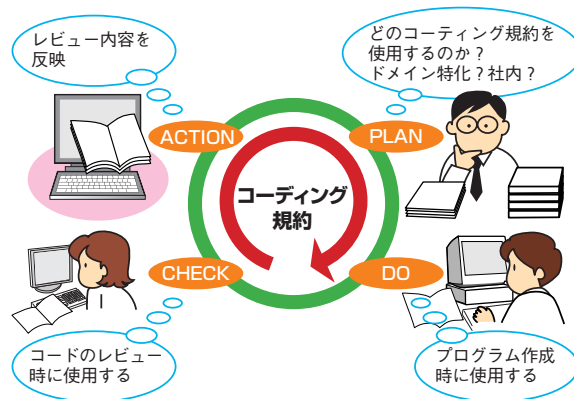 レビュー内容を
反映
どのコーティング規約を
使用するのか?
ドメイン特化?社内?
ACTION
PLAN
コーディング
規約
CHECK
DO
コードのレビュー
時に使用する
プログラム作成
時に使用する